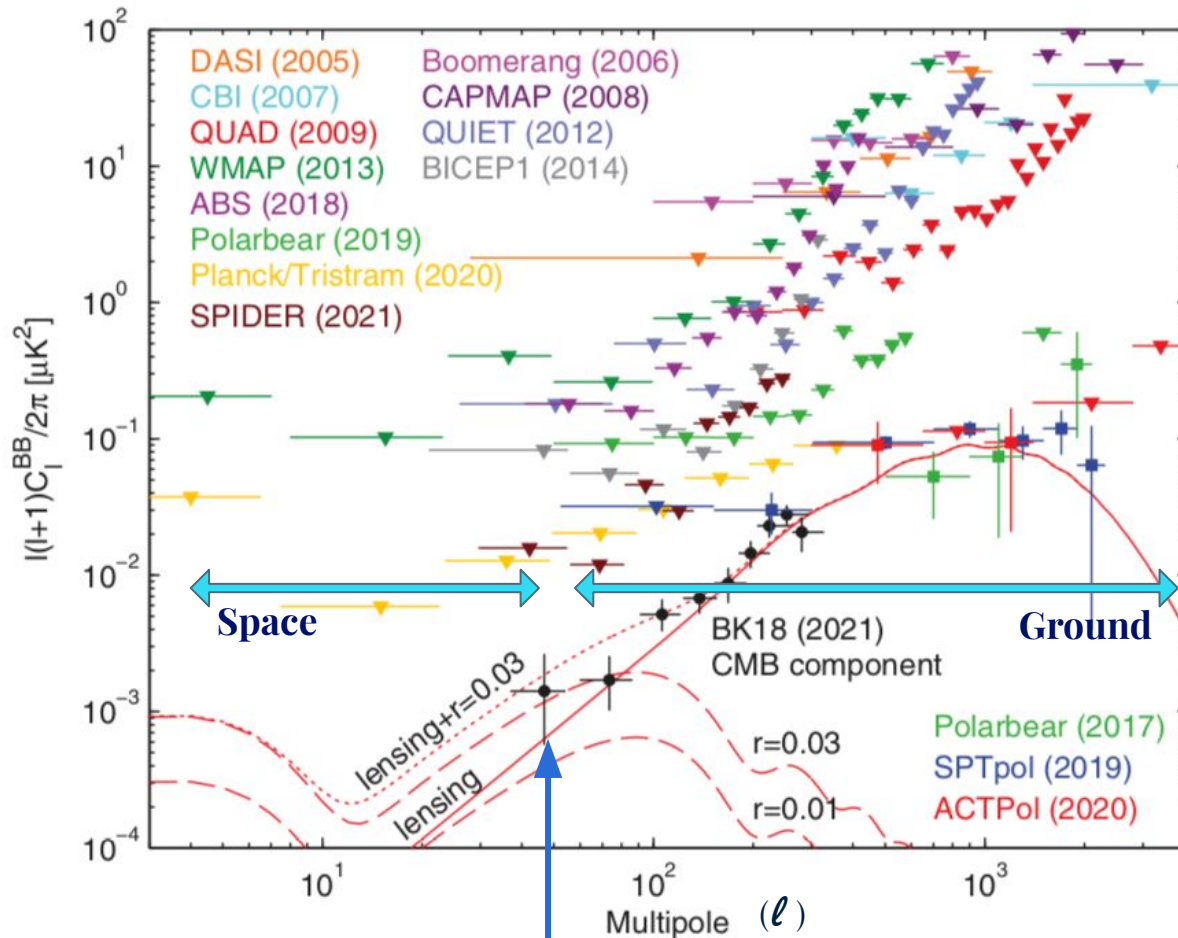 10²
10¹
10⁰
10⁻¹
10⁻²
10⁻³
10⁻⁴
l(l+1)C_l^BB/2π [μK²]
DASI (2005)
CBI (2007)
QUAD (2009)
WMAP (2013)
ABS (2018)
Polarbear (2019)
Planck/Tristram (2020)
SPIDER (2021)
Boomerang (2006)
CAPMAP (2008)
QUIET (2012)
BICEP1 (2014)
Space
Ground
BK18 (2021)
CMB component
lensing+r=0.03
lensing
r=0.03
r=0.01
Polarbear (2017)
SPTpol (2019)
ACTPol (2020)
10¹
10²
10³
Multipole (ℓ)